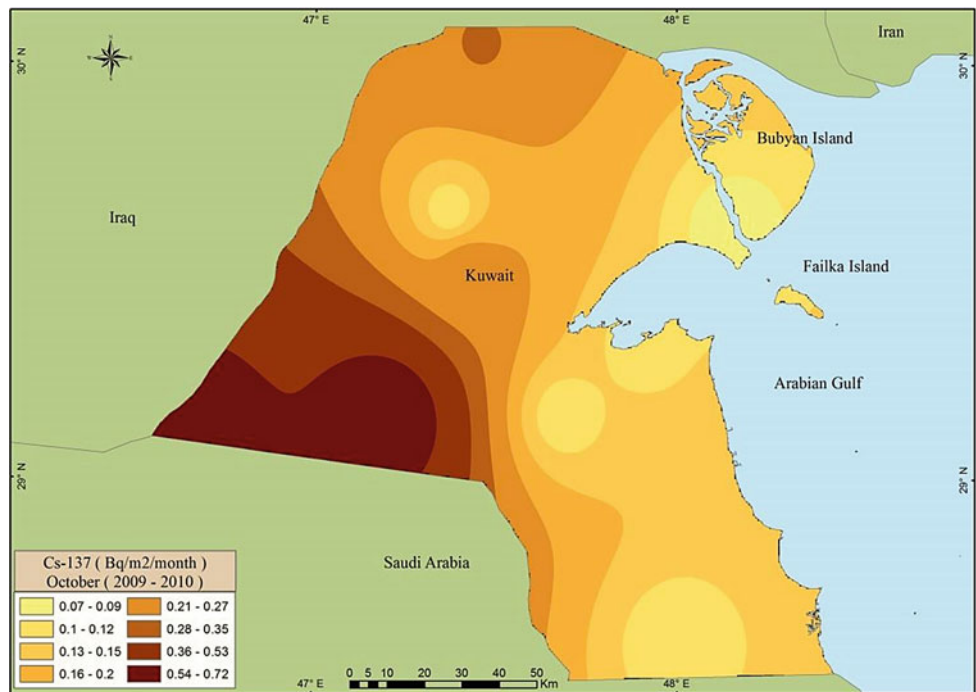 47° E 48° E
Iran
30° N 30° N
Bubyan Island
Iraq
Failka Island
Kuwait
Arabian Gulf
29° N 29° N
Saudi Arabia
Cs-137 ( Bq/m2/month )
October ( 2009 - 2010 )
0.07 - 0.09 0.21 - 0.27
0.1 - 0.12 0.28 - 0.35
0.13 - 0.15 0.36 - 0.53
0.16 - 0.2 0.54 - 0.72
0 5 10 20 30 40 50
Km
47° E 48° E